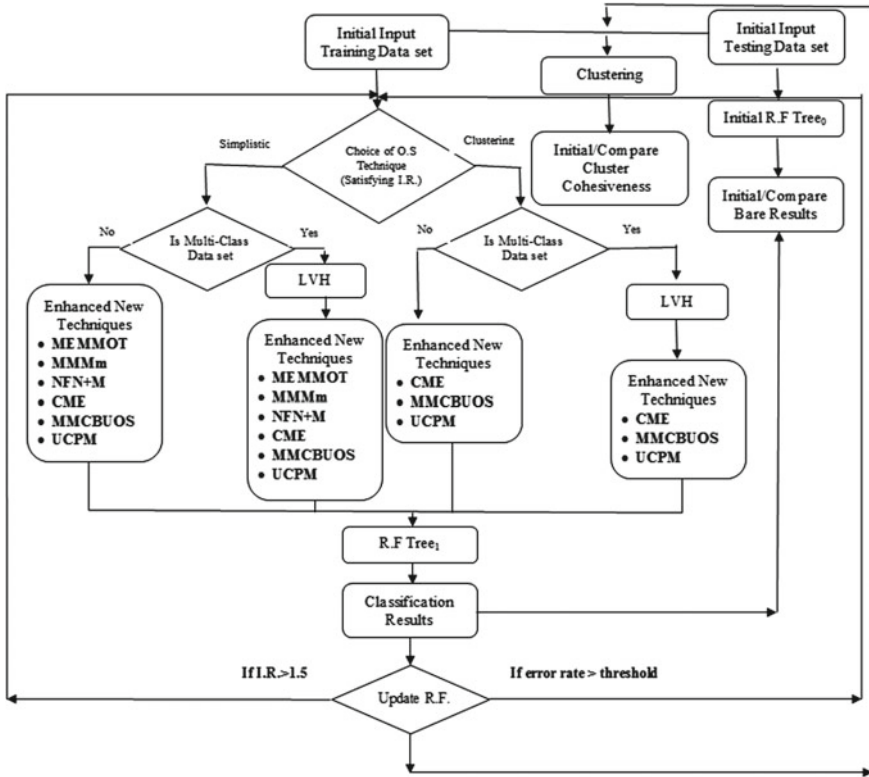 Initial Input
Training Data set
Initial Input
Testing Data set
Clustering
Initial R.F Tree₀
Simplistic
Choice of O.S
Technique
(Satisfying I.R.)
Clustering
Initial/Compare
Cluster
Cohesiveness
Initial/Compare
Bare Results
No
Is Multi-Class
Data set
Yes
No
Is Multi-Class
Data set
Yes
LVH
LVH
Enhanced New
Techniques
• MEMMOT
• MMMm
• NFN+M
• CME
• MMCBUOS
• UCPM
Enhanced New
Techniques
• MEMMOT
• MMMm
• NFN+M
• CME
• MMCBUOS
• UCPM
Enhanced New
Techniques
• CME
• MMCBUOS
• UCPM
Enhanced New
Techniques
• CME
• MMCBUOS
• UCPM
R.F Tree₁
Classification
Results
If I.R.>1.5
If error rate > threshold
Update R.F.